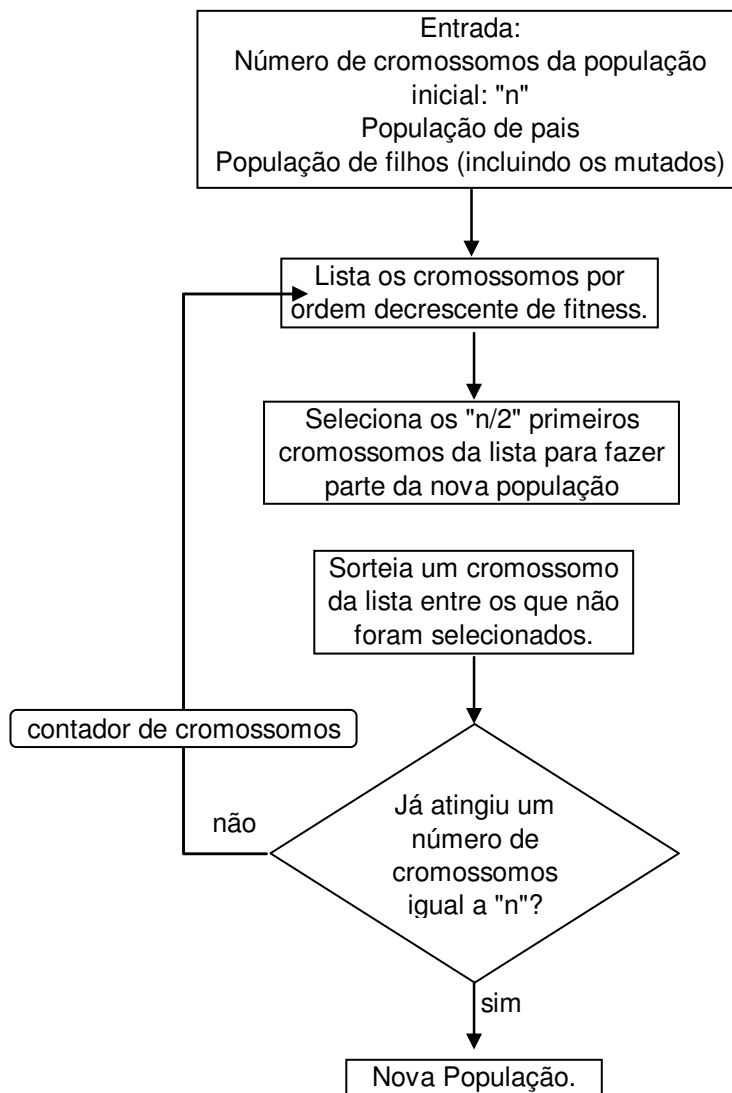 Entrada:
Número de cromossomos da população
inicial: "n"
População de pais
População de filhos (incluindo os mutados)
Lista os cromossomos por
ordem decrescente de fitness.
Seleciona os "n/2" primeiros
cromossomos da lista para fazer
parte da nova população
Sorteia um cromossomo
da lista entre os que não
foram selecionados.
contador de cromossomos
não
Já atingiu um
número de
cromossomos
igual a "n"?
sim
Nova População.